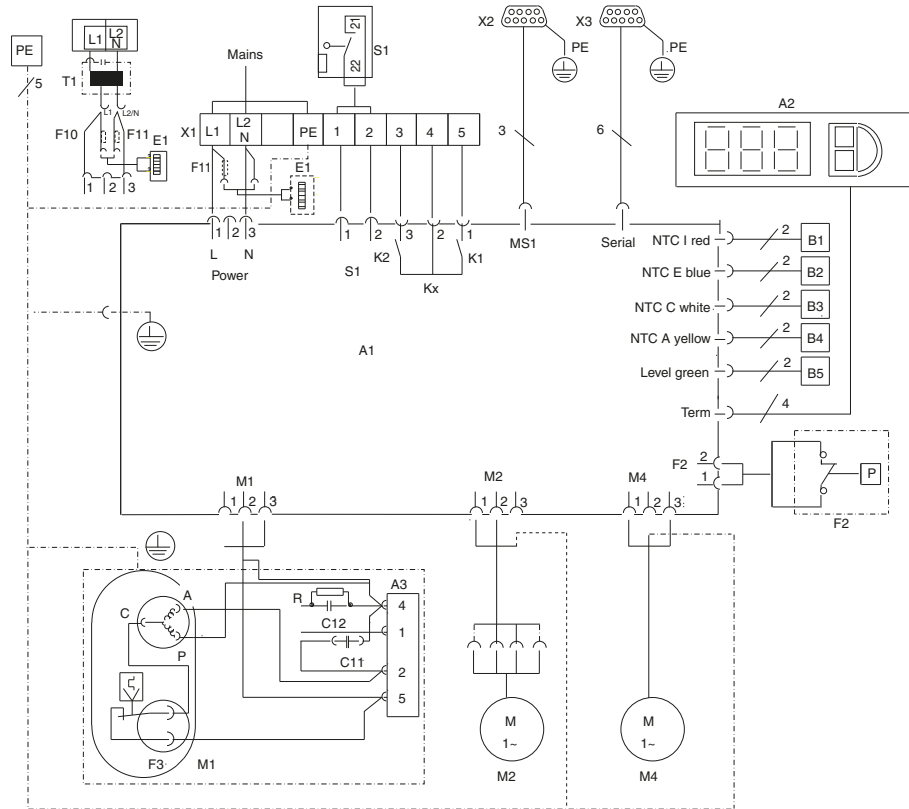 X2
X3
21
22
S1
L1
L2
N
PE
PE
PE
T1
5
Mains
A2
L1
L2/N
F10
F11
E1
X1
L1
L2
N
PE
1
2
3
4
5
3
6
F11
E1
1
2
3
1
2
3
1
2
3
2
1
L
N
Power
S1
K2
K1
Kx
MS1
Serial
NTC I red
2
B1
NTC E blue
2
B2
NTC C white
2
B3
NTC A yellow
2
B4
Level green
2
B5
A1
Term
4
F2
2
1
P
F2
M1
1
2
3
M2
1
2
3
M4
1
2
3
A3
R
4
C
A
C12
1
P
C11
2
5
F3
M1
M
1~
M2
M
1~
M4